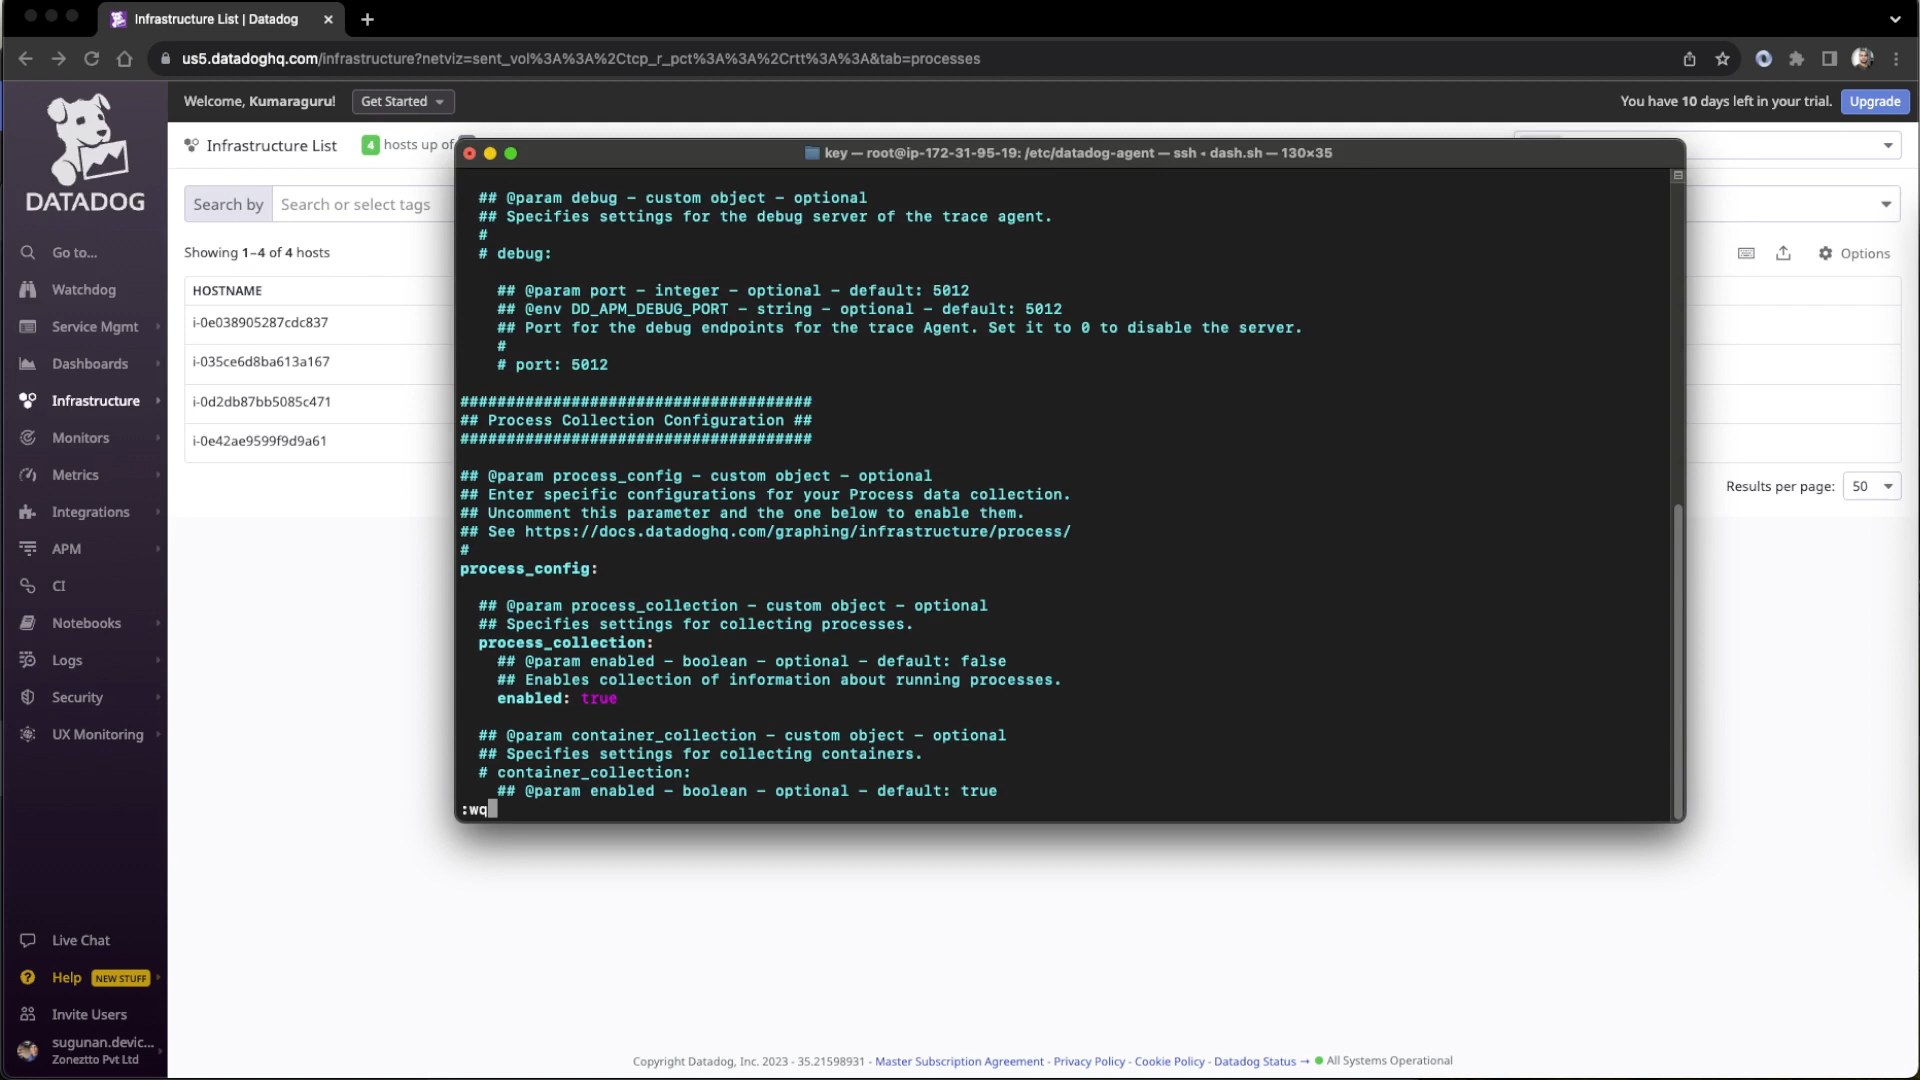 Infrastructure List | Datadog
us5.datadoghq.com/infrastructure?netviz=sent_vol%3A%3A%2Ctcp_r_pct%3A%3A%2Crtt%3A%3A&tab=processes
Welcome, Kumaraguru!
Get Started
You have 10 days left in your trial.
Upgrade
DATADOG
Go to...
Watchdog
Service Mgmt
Dashboards
Infrastructure
Monitors
Metrics
Integrations
APM
CI
Notebooks
Logs
Security
UX Monitoring
Live Chat
Help NEW STUFF
Invite Users
sugunan.devic...
Zoneztto Pvt Ltd
Infrastructure List
4 hosts up of
Search by
Search or select tags
Showing 1–4 of 4 hosts
Options
HOSTNAME
i-0e038905287cdc837
i-035ce6d8ba613a167
i-0d2db87bb5085c471
i-0e42ae9599f9d9a61
Results per page: 50
key — root@ip-172-31-95-19: /etc/datadog-agent — ssh • dash.sh — 130×35
## @param debug - custom object - optional
## Specifies settings for the debug server of the trace agent.
#
# debug:
## @param port - integer - optional - default: 5012
## @env DD_APM_DEBUG_PORT - string - optional - default: 5012
## Port for the debug endpoints for the trace Agent. Set it to 0 to disable the server.
#
# port: 5012
######################################
## Process Collection Configuration ##
######################################
## @param process_config - custom object - optional
## Enter specific configurations for your Process data collection.
## Uncomment this parameter and the one below to enable them.
## See https://docs.datadoghq.com/graphing/infrastructure/process/
#
process_config:
## @param process_collection - custom object - optional
## Specifies settings for collecting processes.
process_collection:
## @param enabled - boolean - optional - default: false
## Enables collection of information about running processes.
enabled: true
## @param container_collection - custom object - optional
## Specifies settings for collecting containers.
# container_collection:
## @param enabled - boolean - optional - default: true
:wq
Copyright Datadog, Inc. 2023 - 35.21598931 - Master Subscription Agreement - Privacy Policy - Cookie Policy - Datadog Status → All Systems Operational